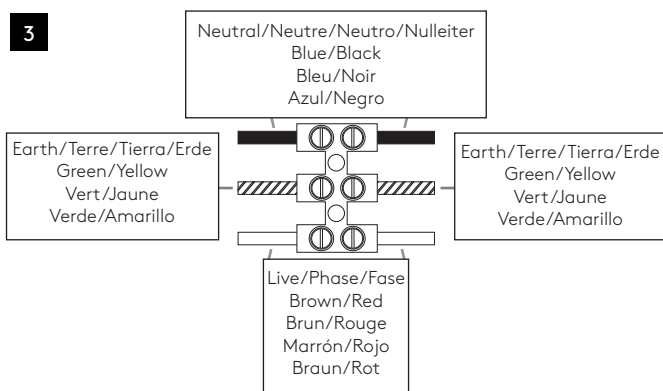 3
Neutral/Neutre/Neutro/Nulleiter
Blue/Black
Bleu/Noir
Azul/Negro
Earth/Terre/Tierra/Erde
Green/Yellow
Vert/Jaune
Verde/Amarillo
Earth/Terre/Tierra/Erde
Green/Yellow
Vert/Jaune
Verde/Amarillo
Live/Phase/Fase
Brown/Red
Brun/Rouge
Marrón/Rojo
Braun/Rot